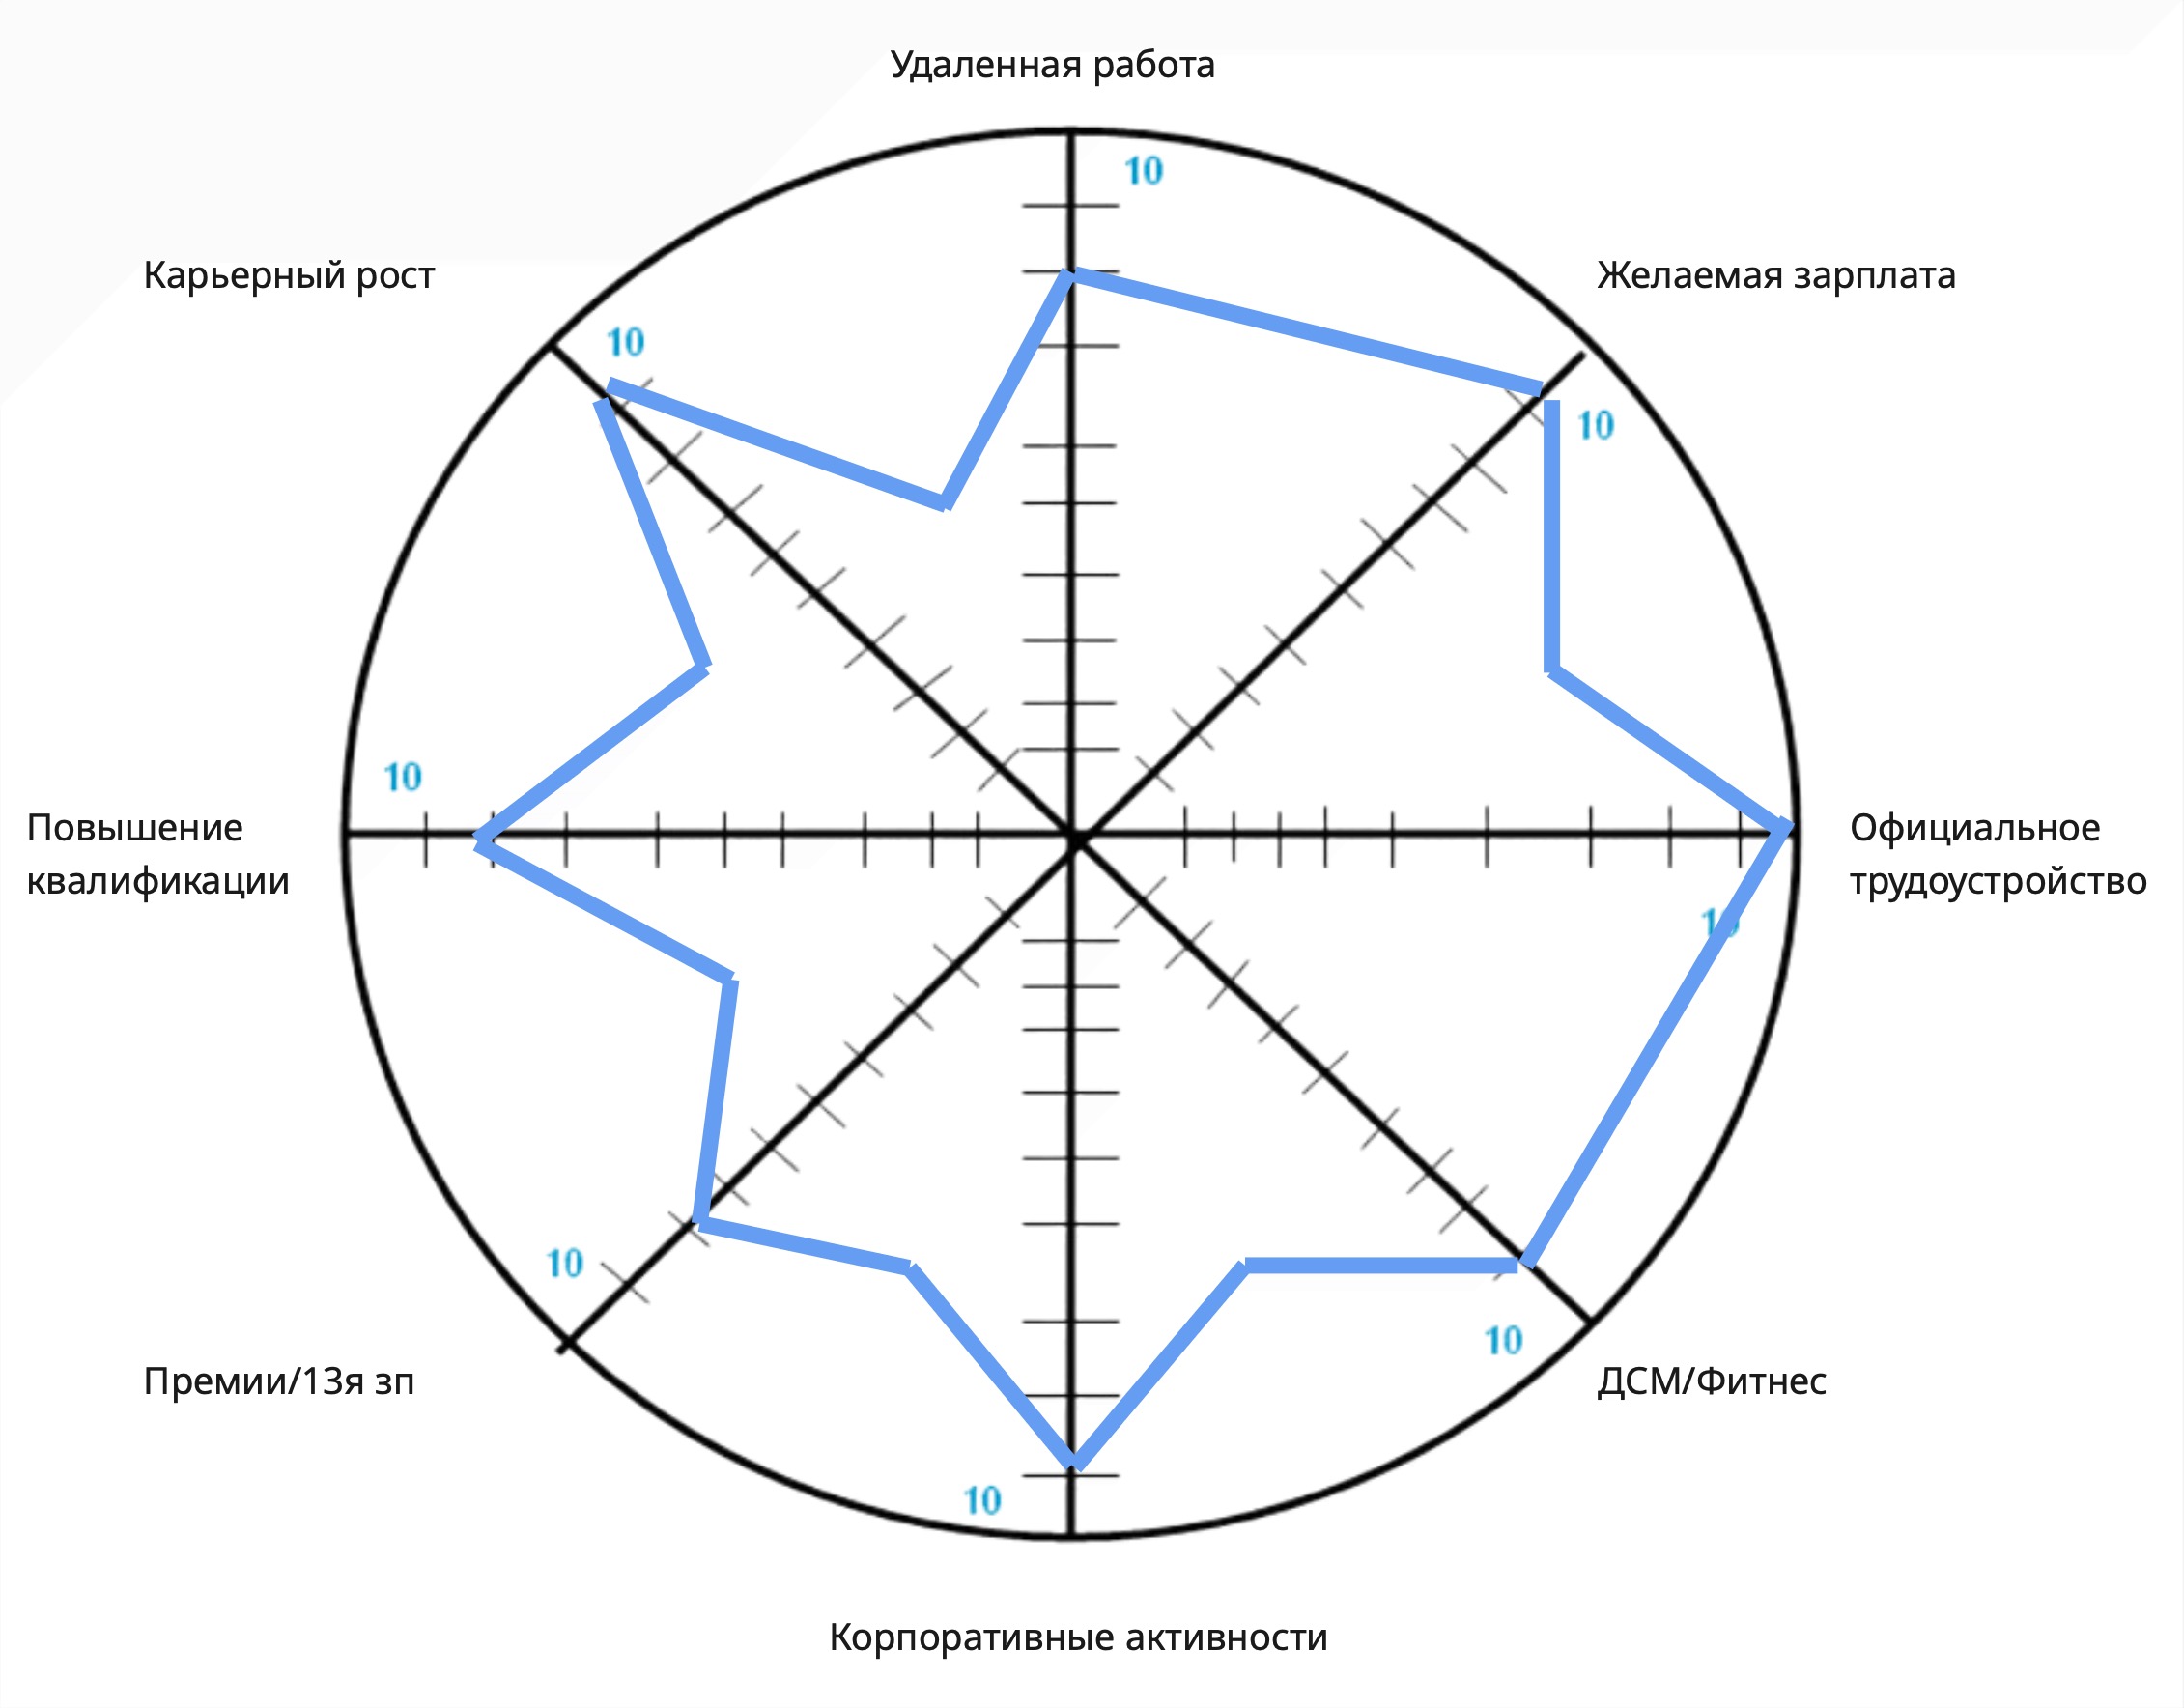 Удаленная работа
10
Карьерный рост
Желаемая зарплата
10
10
10
Повышение
квалификации
Официальное
трудоустройство
10
10
10
Премии/13я зп
ДСМ/Фитнес
10
Корпоративные активности